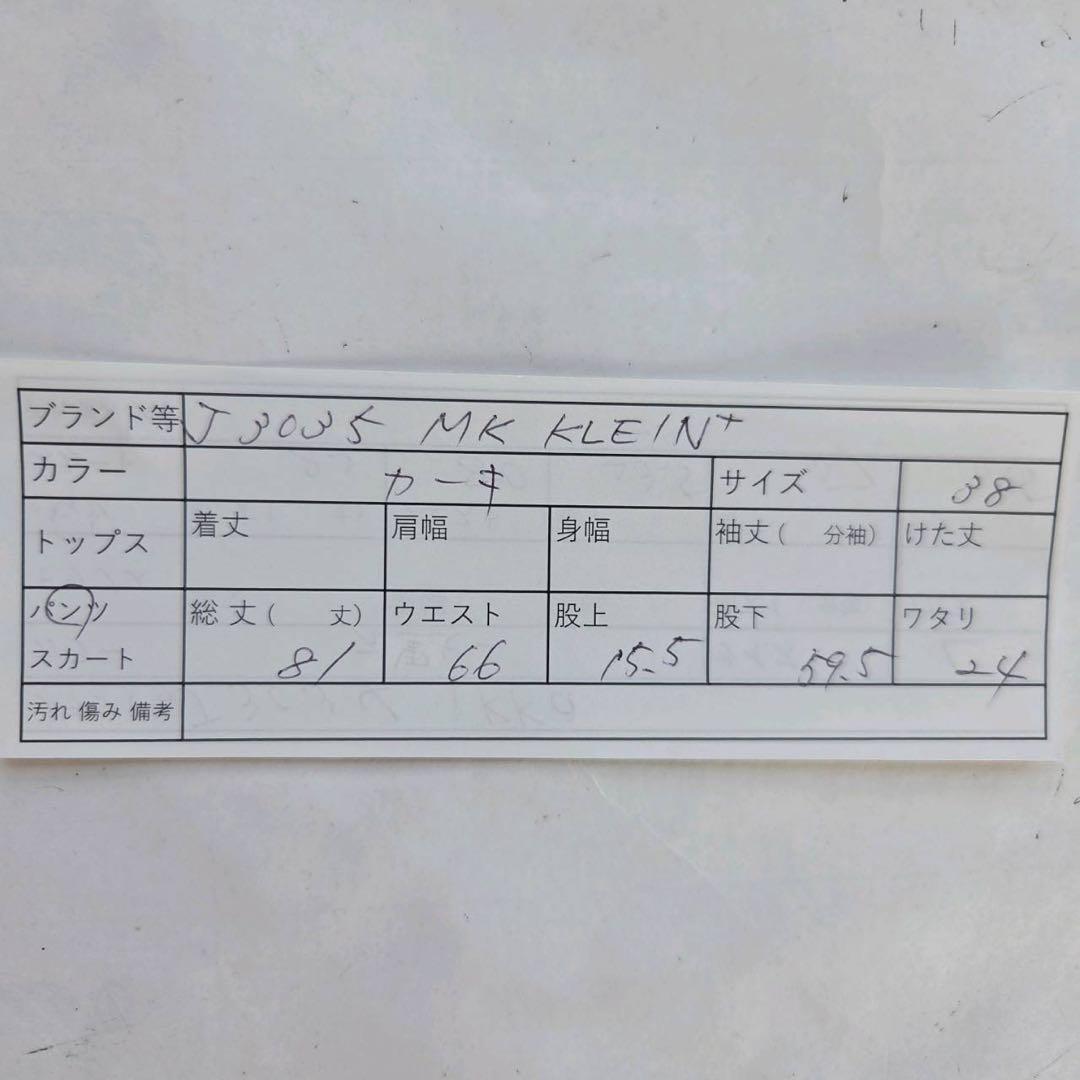 ブランド等 J3035 MK KLEIN+
カラー カーキ サイズ 38
トップス 着丈 肩幅 身幅 袖丈( 分袖) けた丈
パンツ 総丈( 丈) ウエスト 股上 股下 ワタリ
スカート 81 66 15.5 59.5 24
汚れ 傷み 備考